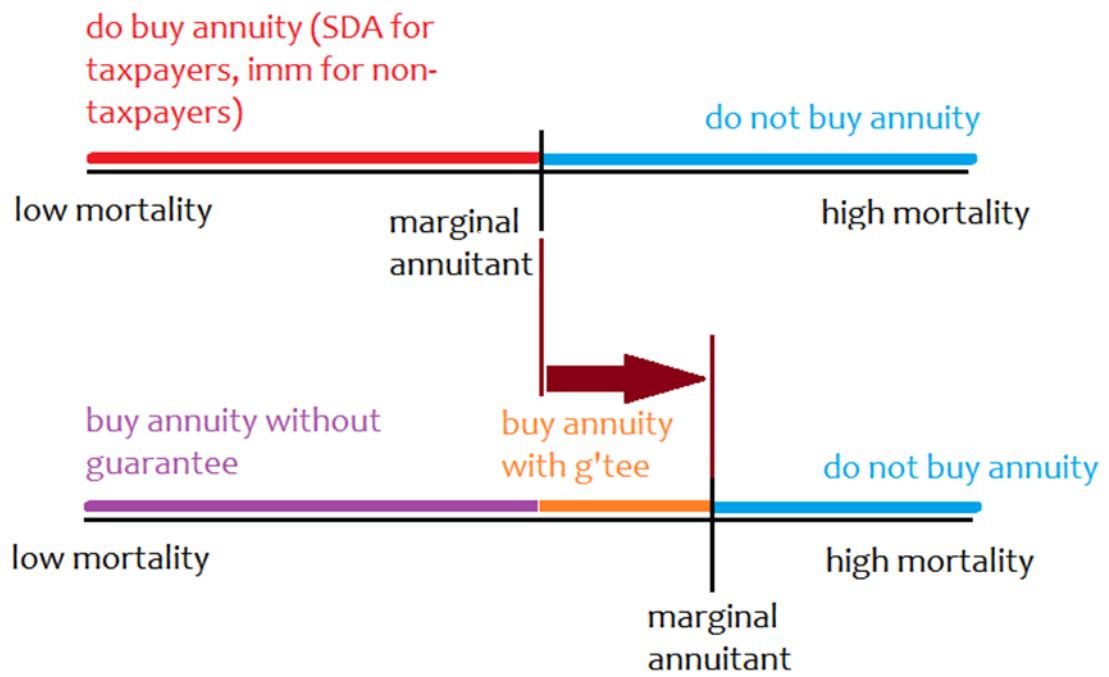 do buy annuity (SDA for
taxpayers, imm for non-
taxpayers)
do not buy annuity
low mortality
marginal
annuitant
high mortality
buy annuity without
guarantee
buy annuity
with g'tee
do not buy annuity
low mortality
high mortality
marginal
annuitant